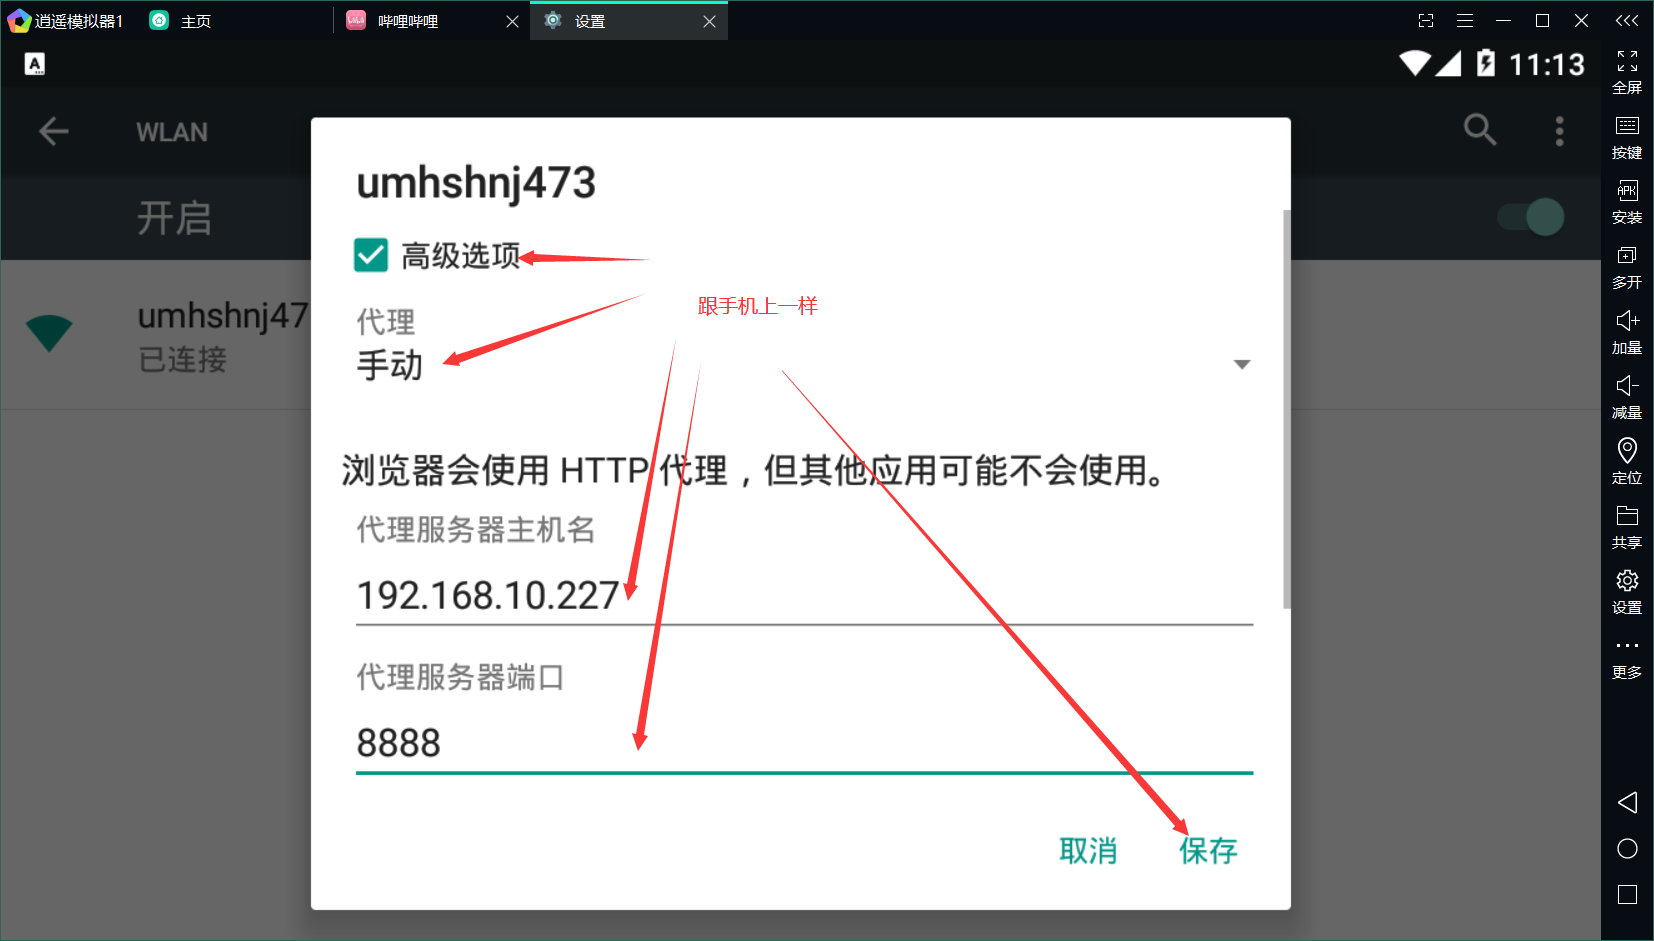 逍遥模拟器1
主页
哔哩哔哩
设置
A
11:13
全屏
WLAN
按键
umhshnj473
开启
APK
安装
高级选项
多开
umhshnj47
代理
跟手机上一样
已连接
手动
加量
减量
浏览器会使用 HTTP 代理，但其他应用可能不会使用。
定位
代理服务器主机名
共享
192.168.10.227
设置
代理服务器端口
更多
8888
取消
保存